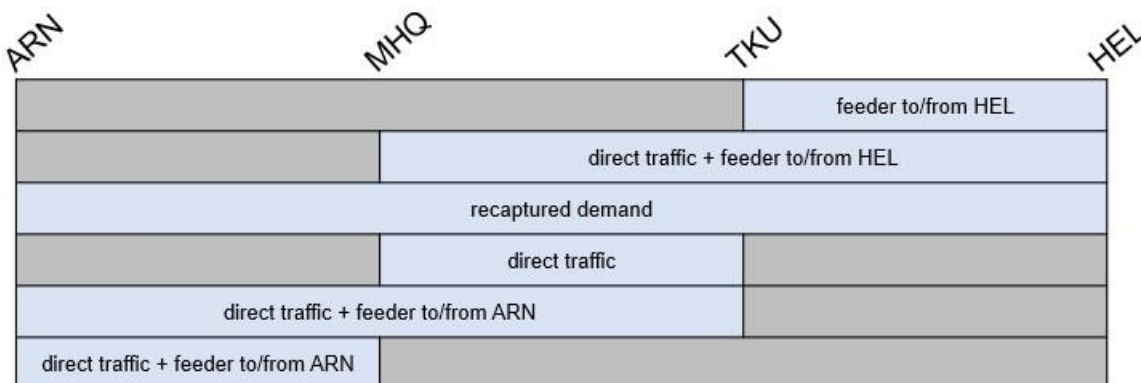 ARN MHQ TKU HEL
feeder to/from HEL
direct traffic + feeder to/from HEL
recaptured demand
direct traffic
direct traffic + feeder to/from ARN
direct traffic + feeder to/from ARN